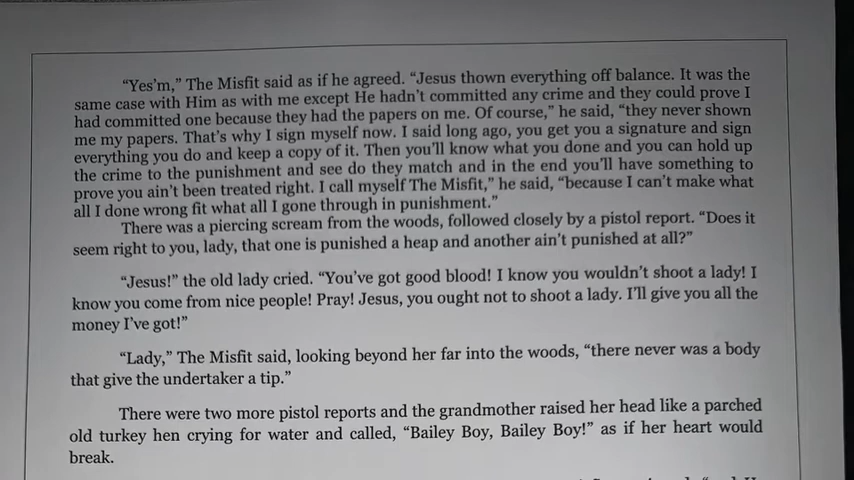 “Yes’m,” The Misfit said as if he agreed. “Jesus thown everything off balance. It was the
same case with Him as with me except He hadn’t committed any crime and they could prove I
had committed one because they had the papers on me. Of course,” he said, “they never shown
me my papers. That’s why I sign myself now. I said long ago, you get you a signature and sign
everything you do and keep a copy of it. Then you’ll know what you done and you can hold up
the crime to the punishment and see do they match and in the end you’ll have something to
prove you ain’t been treated right. I call myself The Misfit,” he said, “because I can’t make what
all I done wrong fit what all I gone through in punishment.”
There was a piercing scream from the woods, followed closely by a pistol report. “Does it
seem right to you, lady, that one is punished a heap and another ain’t punished at all?”
“Jesus!” the old lady cried. “You’ve got good blood! I know you wouldn’t shoot a lady! I
know you come from nice people! Pray! Jesus, you ought not to shoot a lady. I’ll give you all the
money I’ve got!”
“Lady,” The Misfit said, looking beyond her far into the woods, “there never was a body
that give the undertaker a tip.”
There were two more pistol reports and the grandmother raised her head like a parched
old turkey hen crying for water and called, “Bailey Boy, Bailey Boy!” as if her heart would
break.